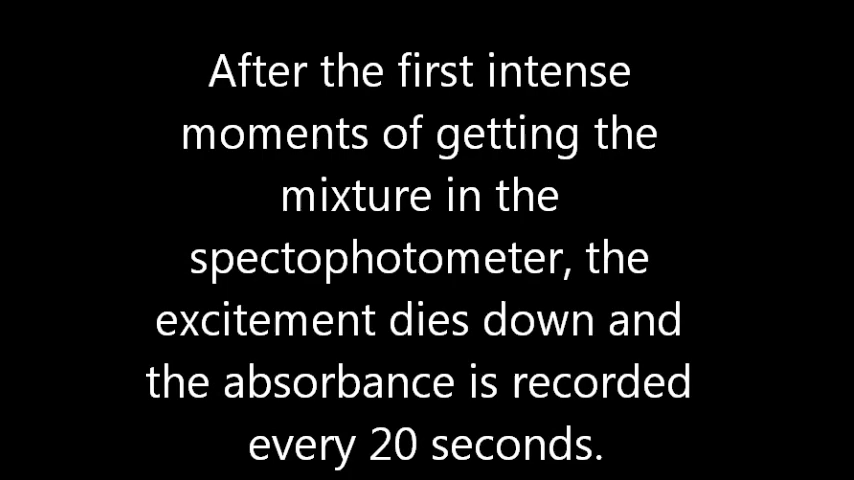 After the first intense
moments of getting the
mixture in the
spectophotometer, the
excitement dies down and
the absorbance is recorded
every 20 seconds.